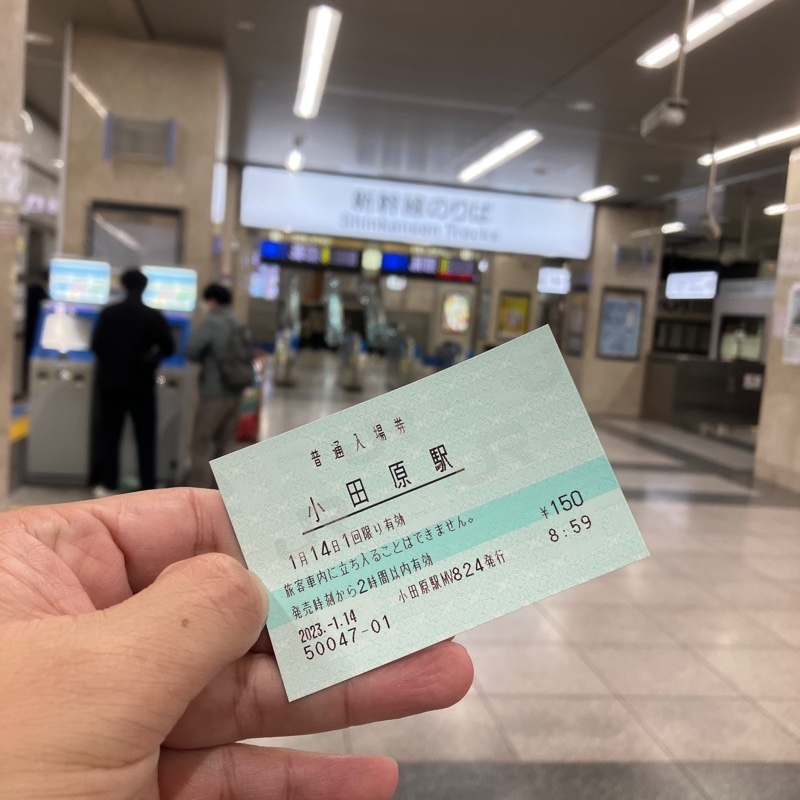 新幹線のりば
Shinkansen Tracks
普通入場券
小田原駅
1月14日1回限り有効
旅客車内に立ち入ることはできません。
発売時刻から2時間以内有効
¥150
8:59
2023.-1.14
小田原駅MV824発行
50047-01